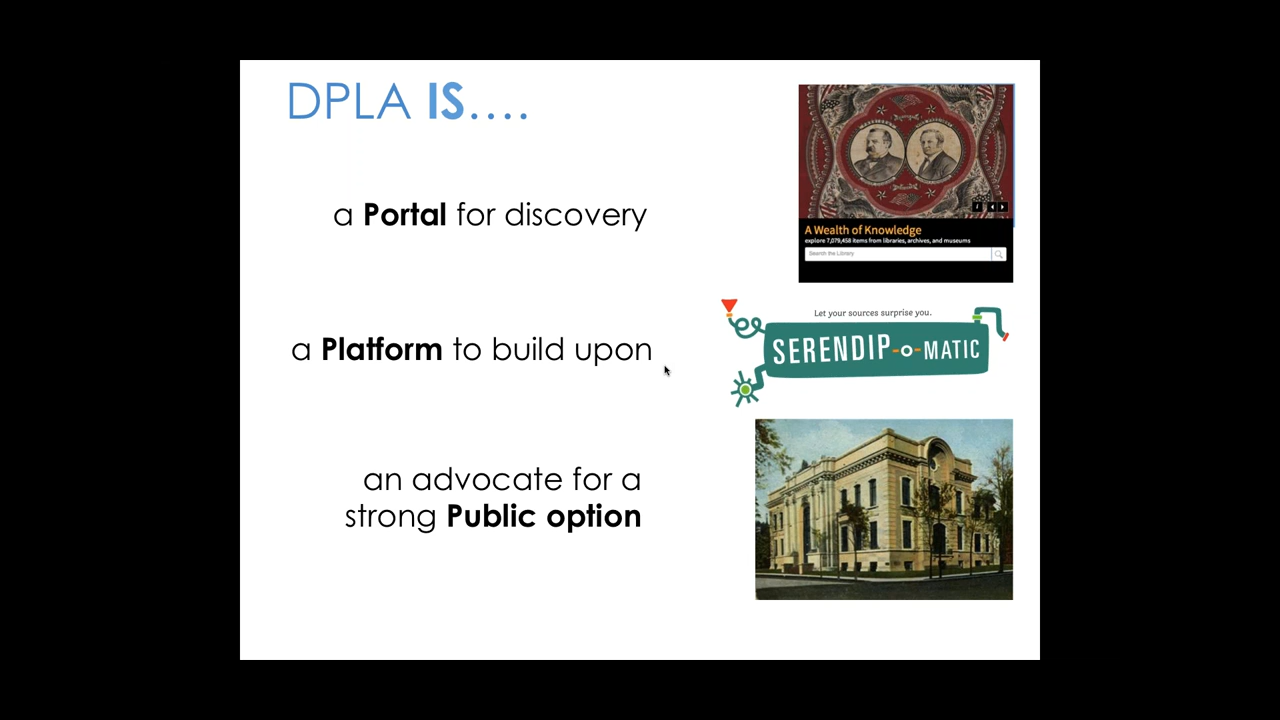 DPLA IS....
a Portal for discovery
A Wealth of Knowledge
explore 7,079,458 items from libraries, archives, and museums
Search the Library
a Platform to build upon
Let your sources surprise you.
SERENDIP-o-MATIC
an advocate for a
strong Public option